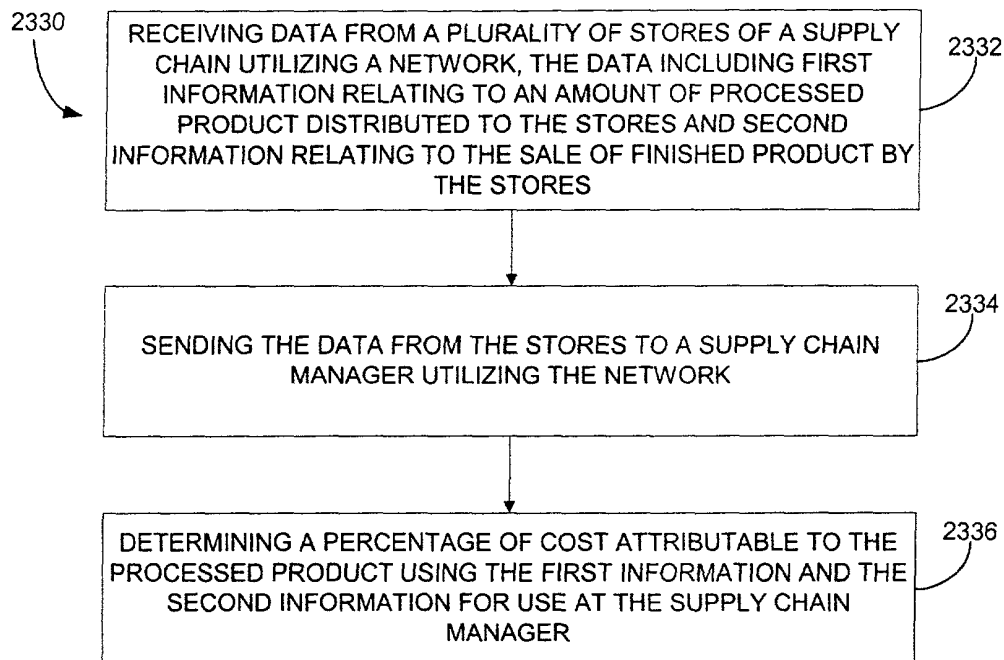 2330
RECEIVING DATA FROM A PLURALITY OF STORES OF A SUPPLY
CHAIN UTILIZING A NETWORK, THE DATA INCLUDING FIRST
INFORMATION RELATING TO AN AMOUNT OF PROCESSED
PRODUCT DISTRIBUTED TO THE STORES AND SECOND
INFORMATION RELATING TO THE SALE OF FINISHED PRODUCT BY
THE STORES
2332
SENDING THE DATA FROM THE STORES TO A SUPPLY CHAIN
MANAGER UTILIZING THE NETWORK
2334
DETERMINING A PERCENTAGE OF COST ATTRIBUTABLE TO THE
PROCESSED PRODUCT USING THE FIRST INFORMATION AND THE
SECOND INFORMATION FOR USE AT THE SUPPLY CHAIN
MANAGER
2336